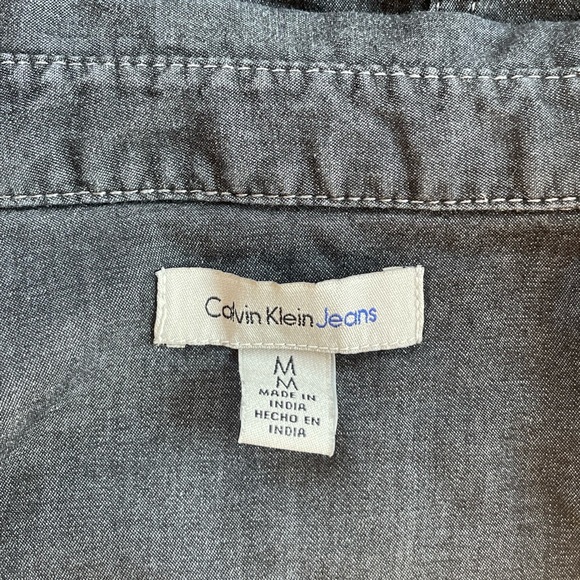 Calvin Klein Jeans
M
M
MADE IN
INDIA
HECHO EN
INDIA